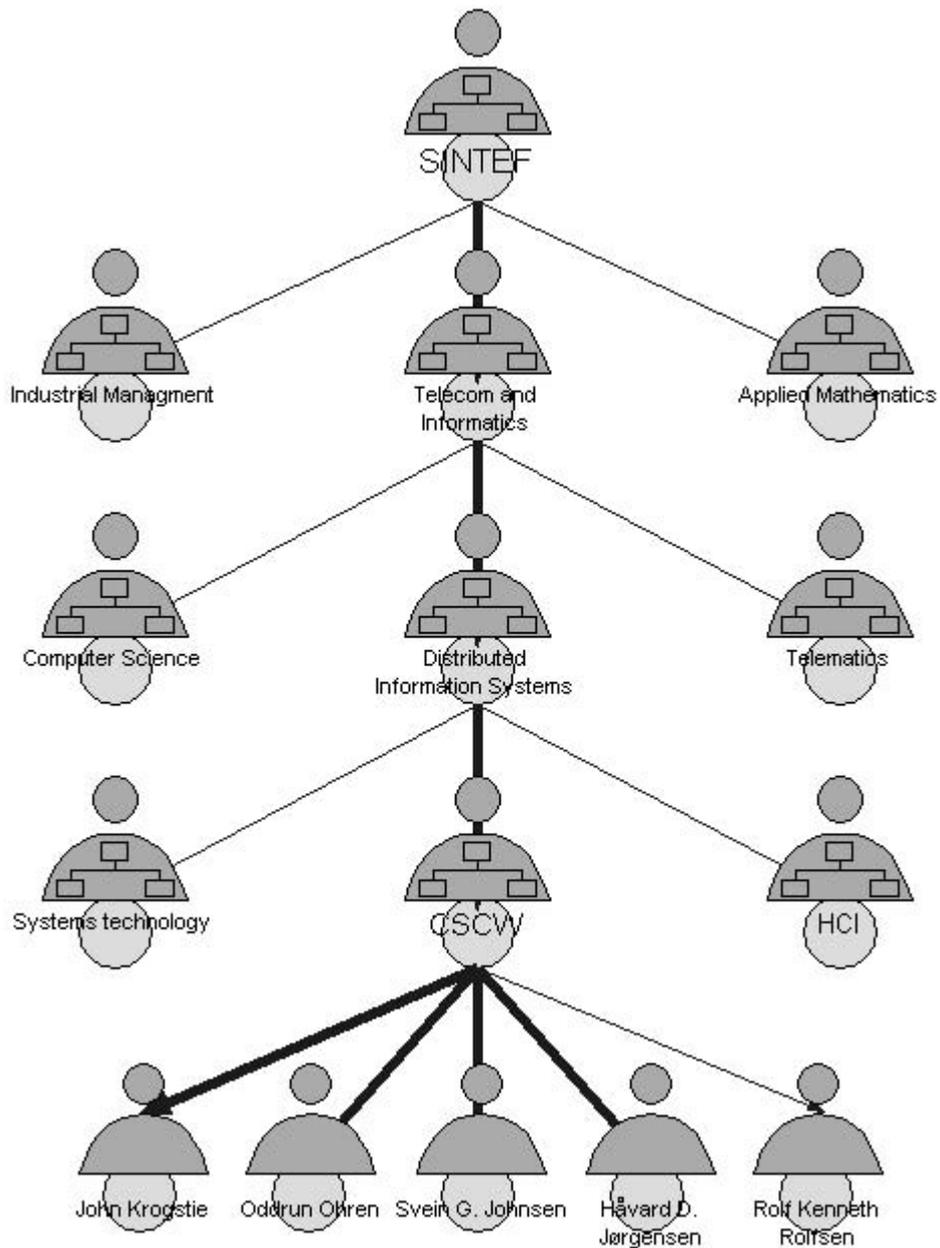 SINTEF
Industrial Managment
Telecom and
Informatics
Applied Mathematics
Computer Science
Distributed
Information Systems
Telematics
Systems technology
CSCW
HCI
John Krogstie
Oddrun Ohren
Svein G. Johnsen
Håvard D.
Jørgensen
Rolf Kenneth
Rolfsen